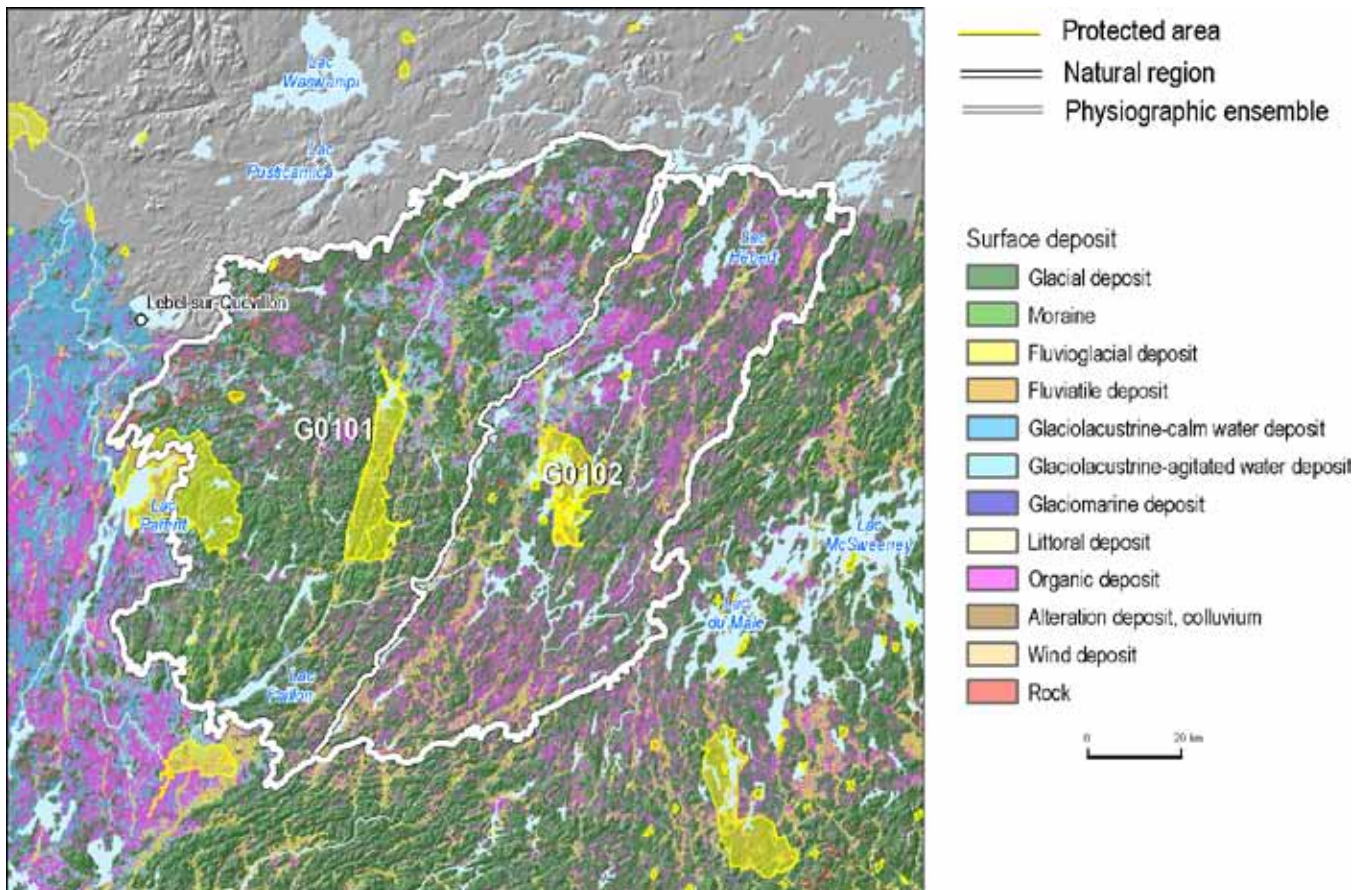 Lac
Waswanipi
Lac
Pusticamica
Lac
Hébert
Lebel-sur-Quévillon
G0101
G0102
Lac
Parent
Lac
McSweeney
Lac
du Mâle
Lac
Faillon
Protected area
Natural region
Physiographic ensemble
Surface deposit
Glacial deposit
Moraine
Fluvioglacial deposit
Fluviatile deposit
Glaciolacustrine-calm water deposit
Glaciolacustrine-agitated water deposit
Glaciomarine deposit
Littoral deposit
Organic deposit
Alteration deposit, colluvium
Wind deposit
Rock
0 20 km